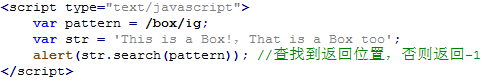 <script type="text/javascript">
    var pattern = /box/ig;
    var str = 'This is a Box!，That is a Box too';
    alert(str.search(pattern)); //查找到返回位置，否则返回-1
</script>